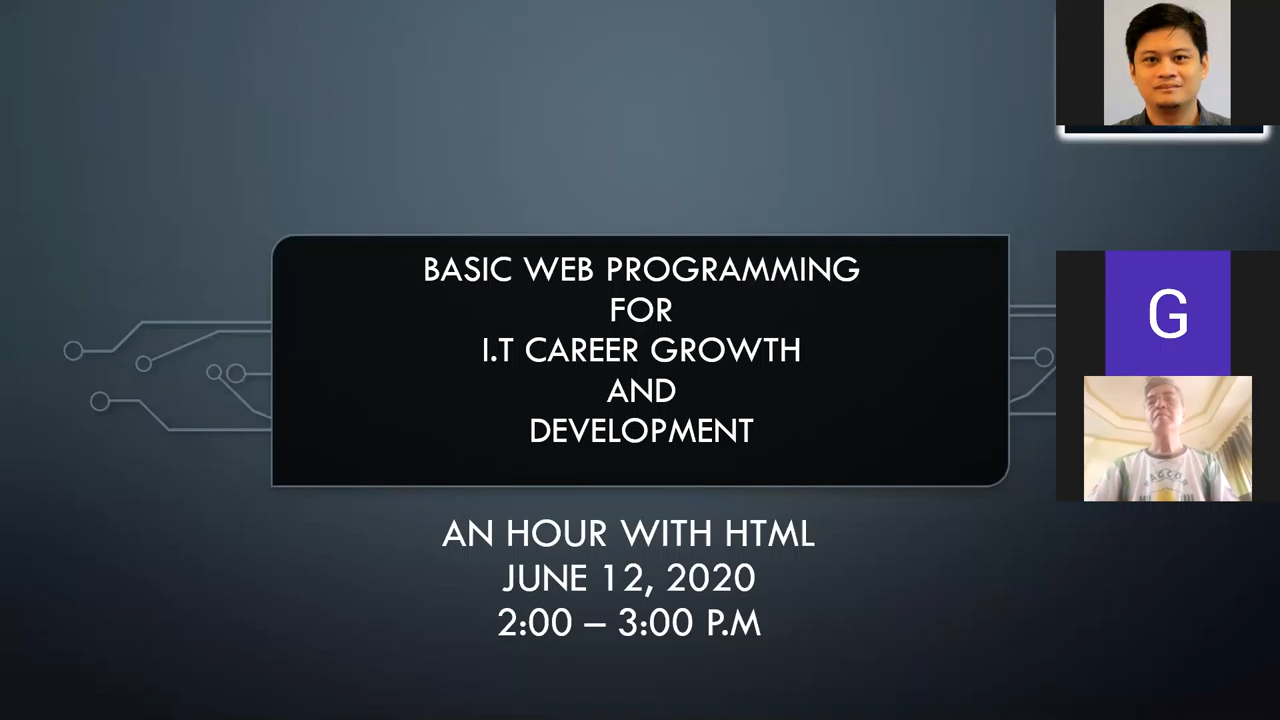 BASIC WEB PROGRAMMING
FOR
I.T CAREER GROWTH
AND
DEVELOPMENT
AN HOUR WITH HTML
JUNE 12, 2020
2:00 – 3:00 P.M
G
PAGCOR